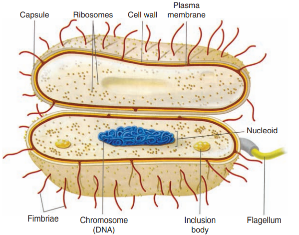 Capsule
Ribosomes
Cell wall
Plasma
membrane
Nucleoid
Fimbriae
Chromosome
(DNA)
Inclusion
body
Flagellum